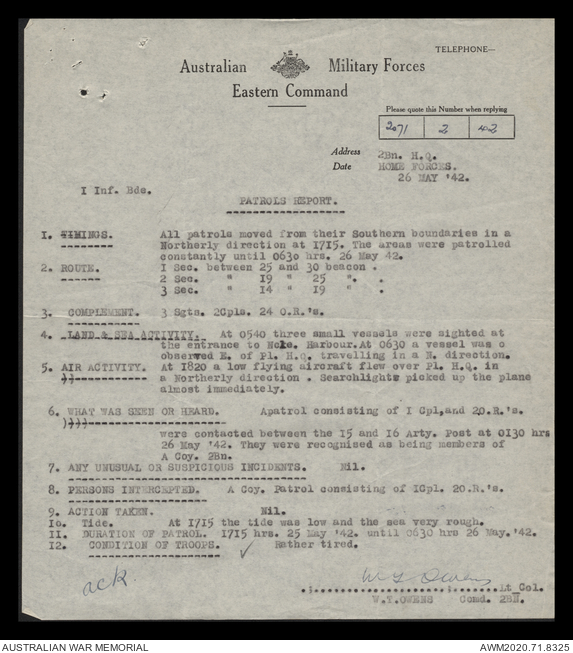 TELEPHONE—
Australian Military Forces
Eastern Command
Please quote this Number when replying
2071 2 402
Address 2Bn. H.Q.
Date HOME FORCES.
26 MAY '42.
I Inf. Bde.
PATROLS REPORT.
I. TIMINGS. All patrols moved from their Southern boundaries in a
Northerly direction at 1715. The areas were patrolled
constantly until 0630 hrs. 26 May 42.
2. ROUTE. I Sec. between 25 and 30 beacon .
2 Sec. " 19 " 25 ". .
3 Sec. " 14 " 19 " .
3. COMPLEMENT. 3 Sgts. 2Cpls. 24 O.R.'s.
4. LAND & SEA ACTIVITY. At 0540 three small vessels were sighted at
the entrance to Ncle. Harbour.At 0630 a vessel was o
observed E. of Pl. H.Q. travelling in a N. direction.
5. AIR ACTIVITY. At I820 a low flying aircraft flew over Pl. H.Q. in
a Northerly direction . Searchlights picked up the plane
almost immediately.
6. WHAT WAS SEEN OR HEARD. Apatrol consisting of I Cpl,and 2O.R.'s.
were contacted between the I5 and I6 Arty. Post at 0I30 hrs
26 May '42. They were recognised as being members of
A Coy. 2Bn.
7. ANY UNUSUAL OR SUSPICIOUS INCIDENTS. Nil.
8. PERSONS INTERCEPTED. A Coy. Patrol consisting of ICpl. 2O.R.'s.
9. ACTION TAKEN. Nil.
Io. Tide. At I7I5 the tide was low and the sea very rough.
II. DURATION OF PATROL. I7I5 hrs. 25 May '42. until 0630 hrs 26 May.'42.
I2. CONDITION OF TROOPS. ✓ Rather tired.
ack.
W T Owens
Lt Col.
W.T.OWENS Comd. 2Bn.
AUSTRALIAN WAR MEMORIAL AWM2020.71.8325